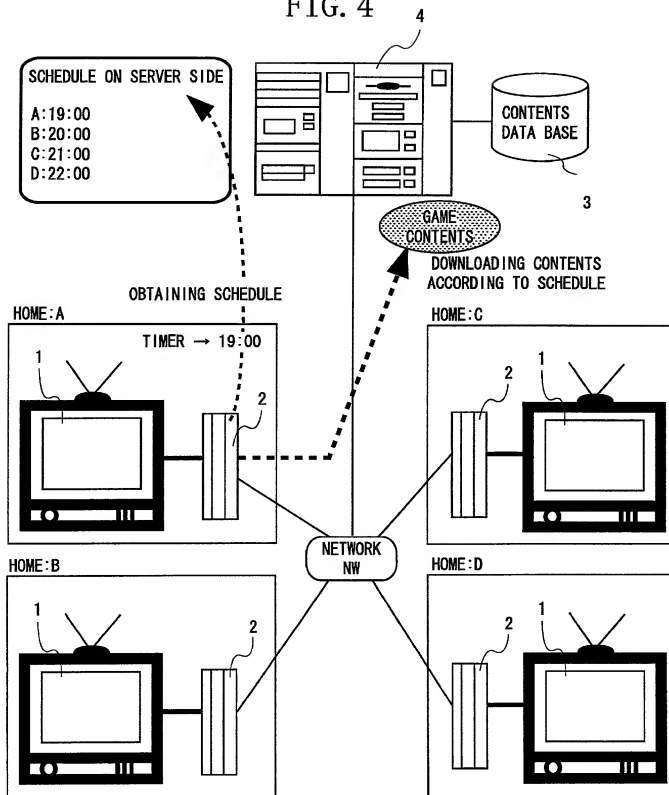 FIG. 4
4
SCHEDULE ON SERVER SIDE
A:19:00
B:20:00
C:21:00
D:22:00
CONTENTS
DATA BASE
3
GAME
CONTENTS
DOWNLOADING CONTENTS
ACCORDING TO SCHEDULE
OBTAINING SCHEDULE
HOME:A
TIMER → 19:00
1
2
HOME:C
2
1
NETWORK
NW
HOME:B
1
2
HOME:D
2
1